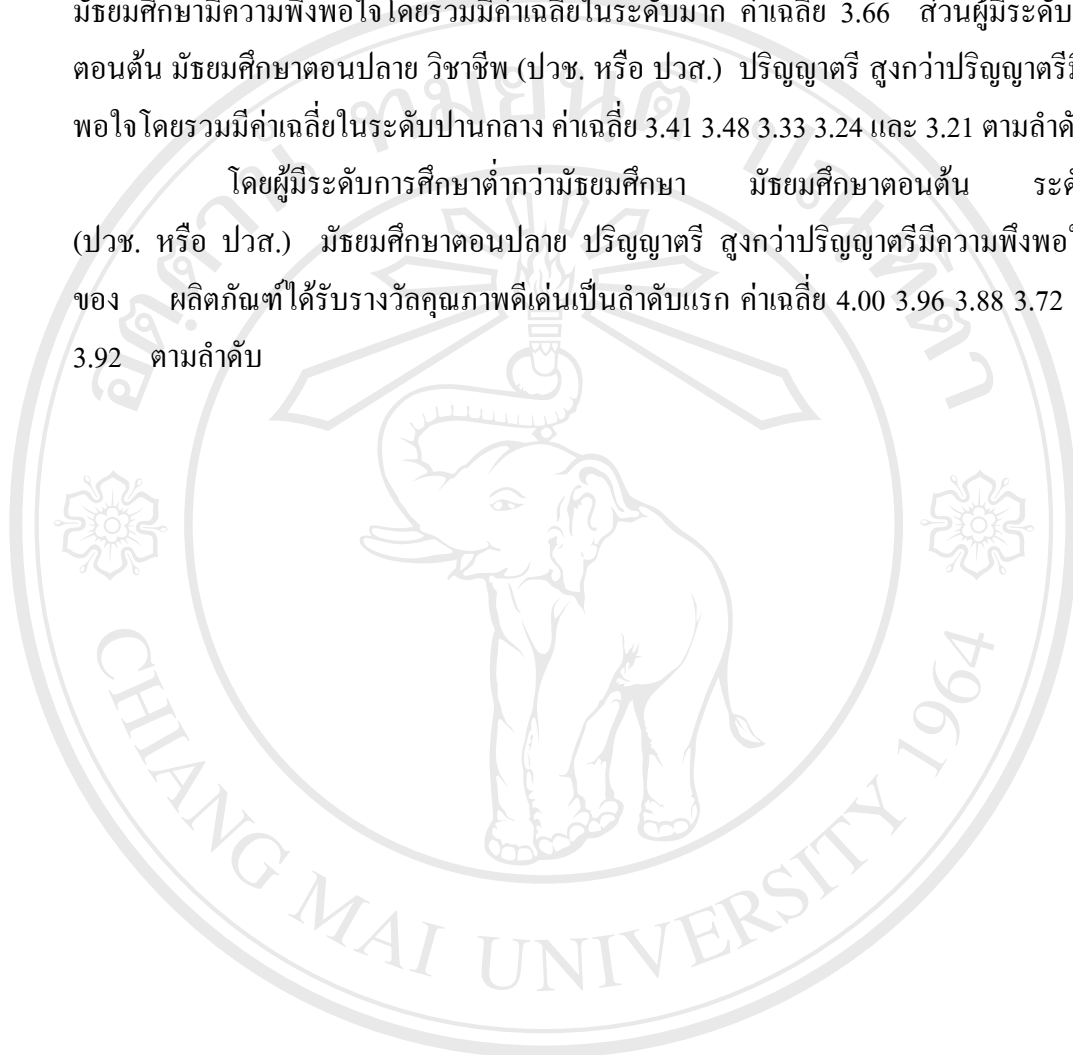 มัธยมศึกษามีความพึงพอใจโดยรวมมีค่าเฉลี่ยในระดับมาก ค่าเฉลี่ย 3.66 ส่วนผู้มีระดับ
ตอนต้น มัธยมศึกษาตอนปลาย วิชาชีพ (ปวช. หรือ ปวส.) ปริญญาตรี สูงกว่าปริญญาตรี
พอใจโดยรวมมีค่าเฉลี่ยในระดับปานกลาง ค่าเฉลี่ย 3.41 3.48 3.33 3.24 และ 3.21 ตามลำดับ
โดยผู้มีระดับการศึกษาต่ำกว่ามัธยมศึกษา มัธยมศึกษาตอนต้น
(ปวช. หรือ ปวส.) มัธยมศึกษาตอนปลาย ปริญญาตรี สูงกว่าปริญญาตรีมีความพึงพอใจ
ของ ผลิตภัณฑ์ได้รับรางวัลคุณภาพดีเด่นเป็นลำดับแรก ค่าเฉลี่ย 4.00 3.96 3.88 3.72
3.92 ตามลำดับ
CHIANG MAI UNIVERSITY 1964